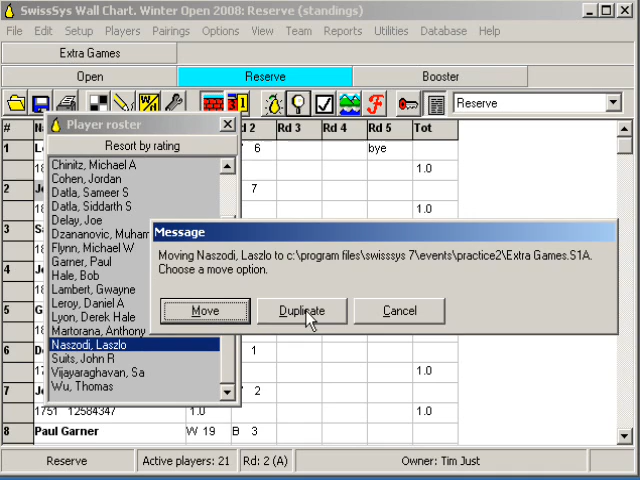 SwissSys Wall Chart. Winter Open 2008: Reserve (standings)
File Edit Setup Players Pairings Options View Team Reports Utilities Database Help
Extra Games
Open Reserve Booster
Reserve
# Rd 3 Rd 4 Rd 5 Tot
Player roster
Resort by rating
1 6 bye
1.0
2 7
1.0
3
4
5
6 1
1.0
7 2
1751 12584347 1.0 1.0
8 Paul Garner W 19 B 3
Chinitz, Michael A
Cohen, Jordan
Datla, Sameer S
Datla, Siddarth S
Delay, Joe
Dzananovic, Muham
Flynn, Michael W
Garner, Paul
Hale, Bob
Lambert, Gwayne
Leroy, Daniel A
Lyon, Derek Hale
Martorana, Anthony
Naszodi, Laszlo
Suits, John R
Vijayaraghavan, Sa
Wu, Thomas
Message
Moving Naszodi, Laszlo to c:\program files\swisssys 7\events\practice2\Extra Games.S1A.
Choose a move option.
Move Duplicate Cancel
Reserve Active players: 21 Rd: 2 (A) Owner: Tim Just